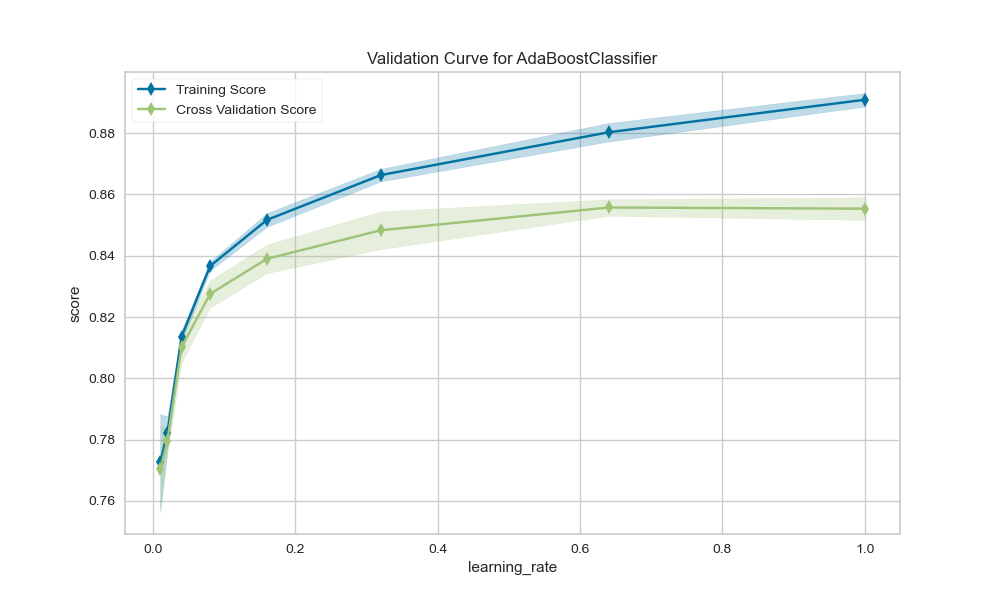 Validation Curve for AdaBoostClassifier
Training Score
Cross Validation Score
score
0.88
0.86
0.84
0.82
0.80
0.78
0.76
0.0 0.2 0.4 0.6 0.8 1.0
learning_rate